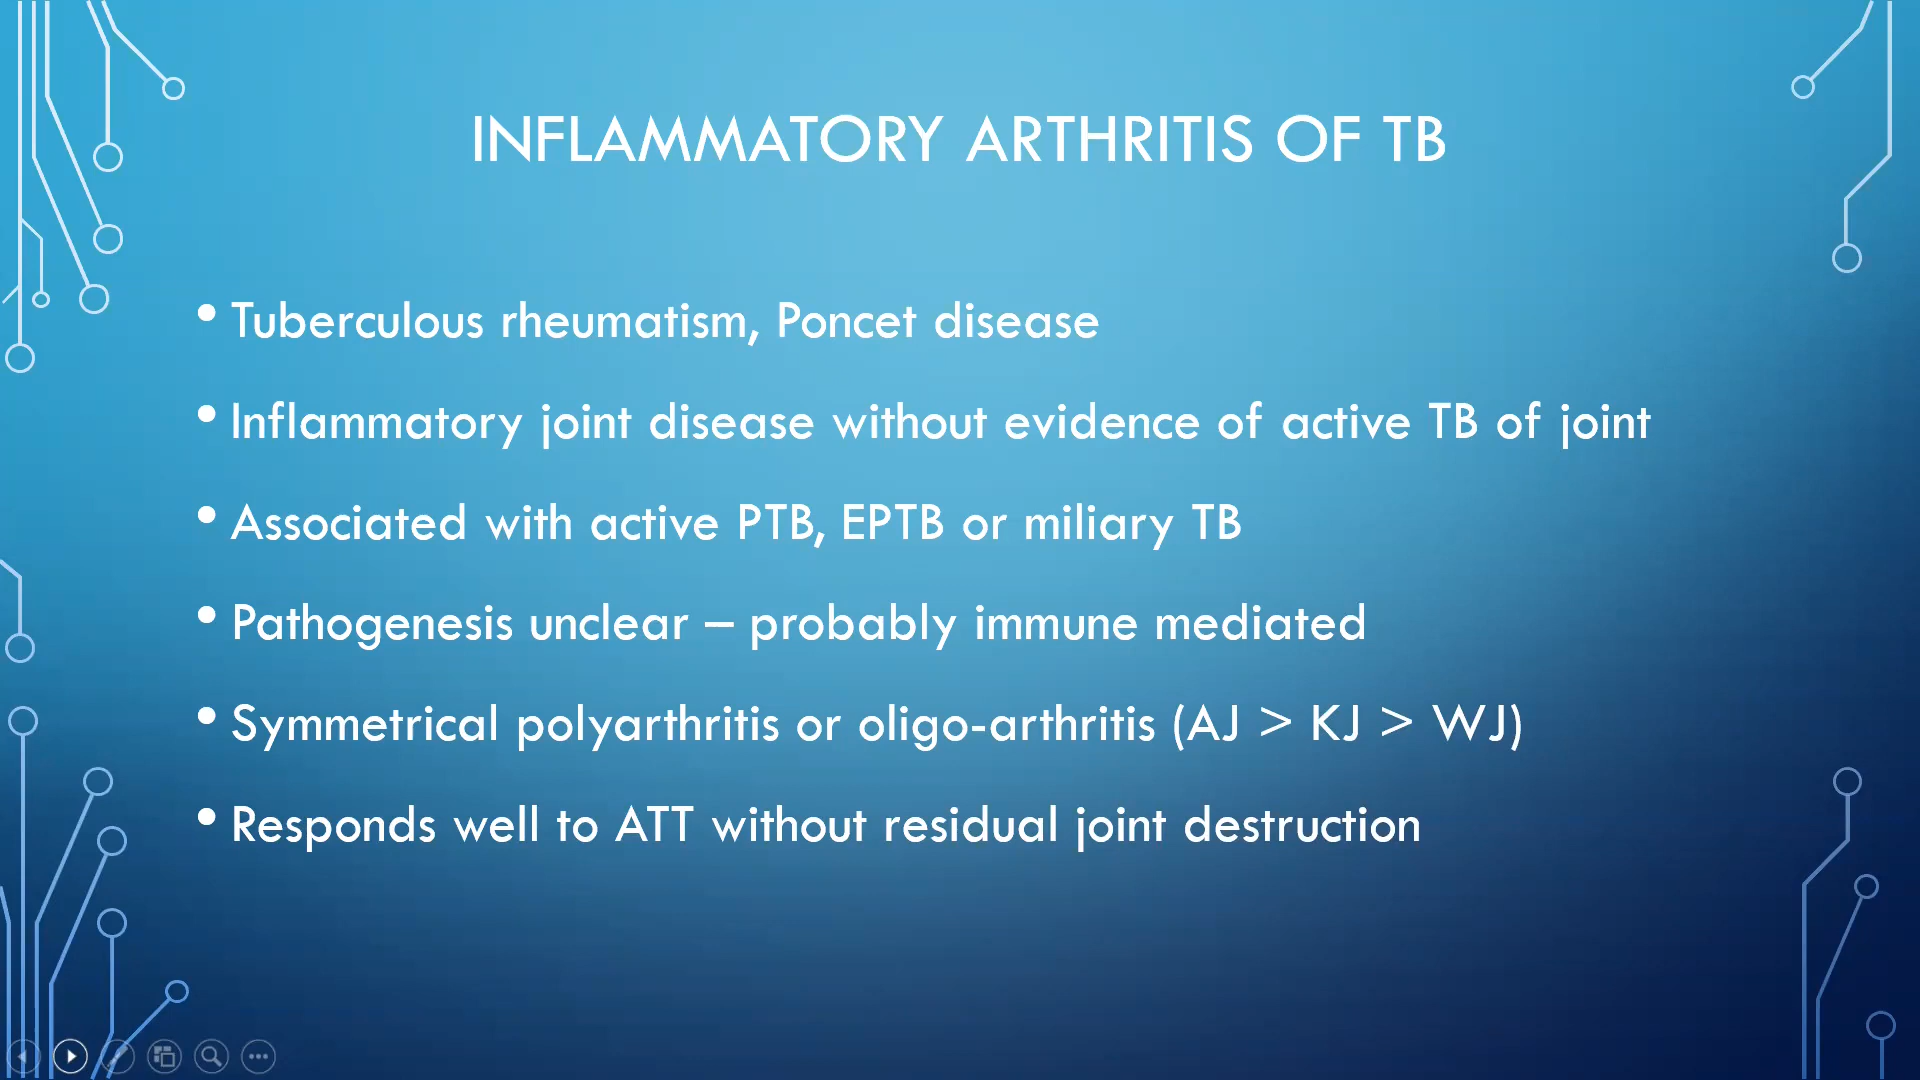 INFLAMMATORY ARTHRITIS OF TB
• Tuberculous rheumatism, Poncet disease
• Inflammatory joint disease without evidence of active TB of joint
• Associated with active PTB, EPTB or miliary TB
• Pathogenesis unclear – probably immune mediated
• Symmetrical polyarthritis or oligo-arthritis (AJ > KJ > WJ)
• Responds well to ATT without residual joint destruction